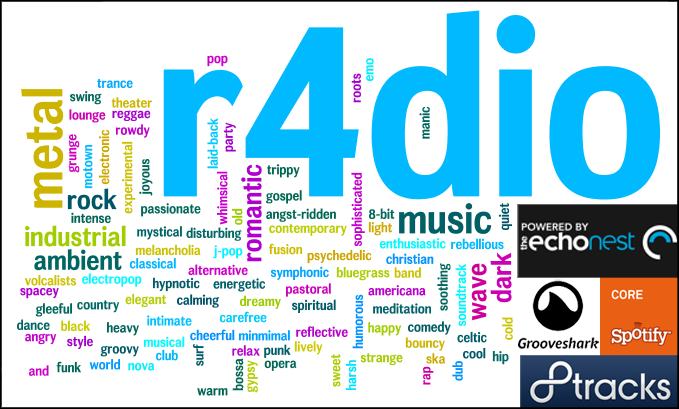 r4dio
pop
emo
roots
trance
swing
theater
lounge
reggae
rowdy
metal
grunge
motown
electronic
experimental
joyous
laid-back
party
manic
whimsical
old
romantic
trippy
gospel
sophisticated
rock
intense
passionate
angst-ridden
8-bit
light
music
quiet
industrial
mystical
disturbing
contemporary
enthusiastic
rebellious
ambient
melancholia
j-pop
fusion
psychedelic
christian
classical
alternative
symphonic
bluegrass
band
volcalists
electropop
hypnotic
energetic
pastoral
americana
soothing
soundtrack
wave
dark
spacey
gleeful
country
elegant
calming
dreamy
spiritual
humorous
meditation
dance
black
heavy
intimate
carefree
reflective
happy
comedy
celtic
cold
angry
style
groovy
musical
cheerful
minmimal
lively
bouncy
cool
hip
club
surf
relax
punk
opera
sweet
harsh
strange
ska
rap
dub
and
funk
world
nova
warm
bossa
gypsy
POWERED BY
the echonest
Grooveshark
CORE
Spotify
8tracks